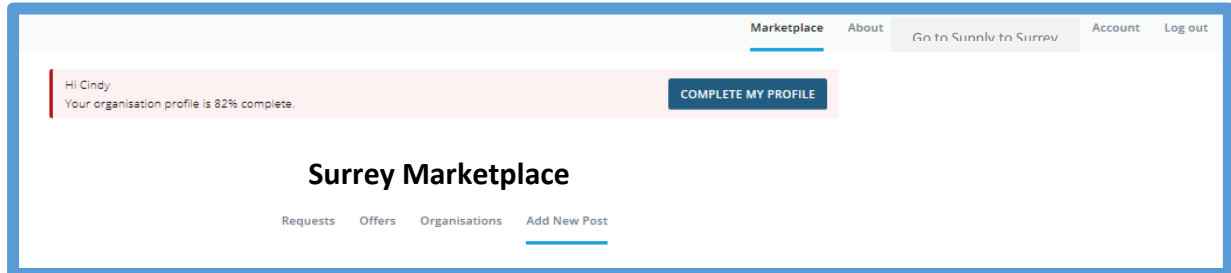 Marketplace About Go to Supply to Surrey Account Log out
Hi Cindy
Your organisation profile is 82% complete.
COMPLETE MY PROFILE
Surrey Marketplace
Requests Offers Organisations Add New Post